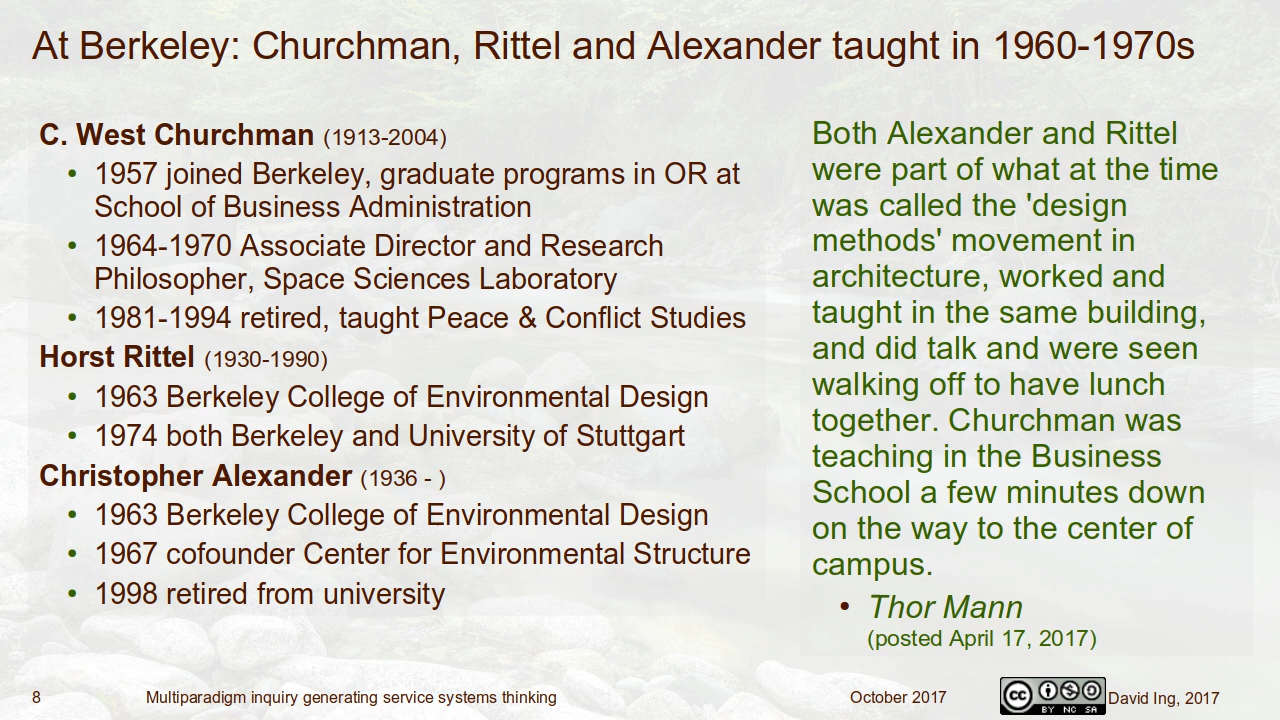 At Berkeley: Churchman, Rittel and Alexander taught in 1960-1970s
C. West Churchman (1913-2004)
• 1957 joined Berkeley, graduate programs in OR at
School of Business Administration
• 1964-1970 Associate Director and Research
Philosopher, Space Sciences Laboratory
• 1981-1994 retired, taught Peace & Conflict Studies
Horst Rittel (1930-1990)
• 1963 Berkeley College of Environmental Design
• 1974 both Berkeley and University of Stuttgart
Christopher Alexander (1936 - )
• 1963 Berkeley College of Environmental Design
• 1967 cofounder Center for Environmental Structure
• 1998 retired from university
Both Alexander and Rittel
were part of what at the time
was called the 'design
methods' movement in
architecture, worked and
taught in the same building,
and did talk and were seen
walking off to have lunch
together. Churchman was
teaching in the Business
School a few minutes down
on the way to the center of
campus.
• Thor Mann
(posted April 17, 2017)
8
Multiparadigm inquiry generating service systems thinking
October 2017
cc
BY NC SA
David Ing, 2017